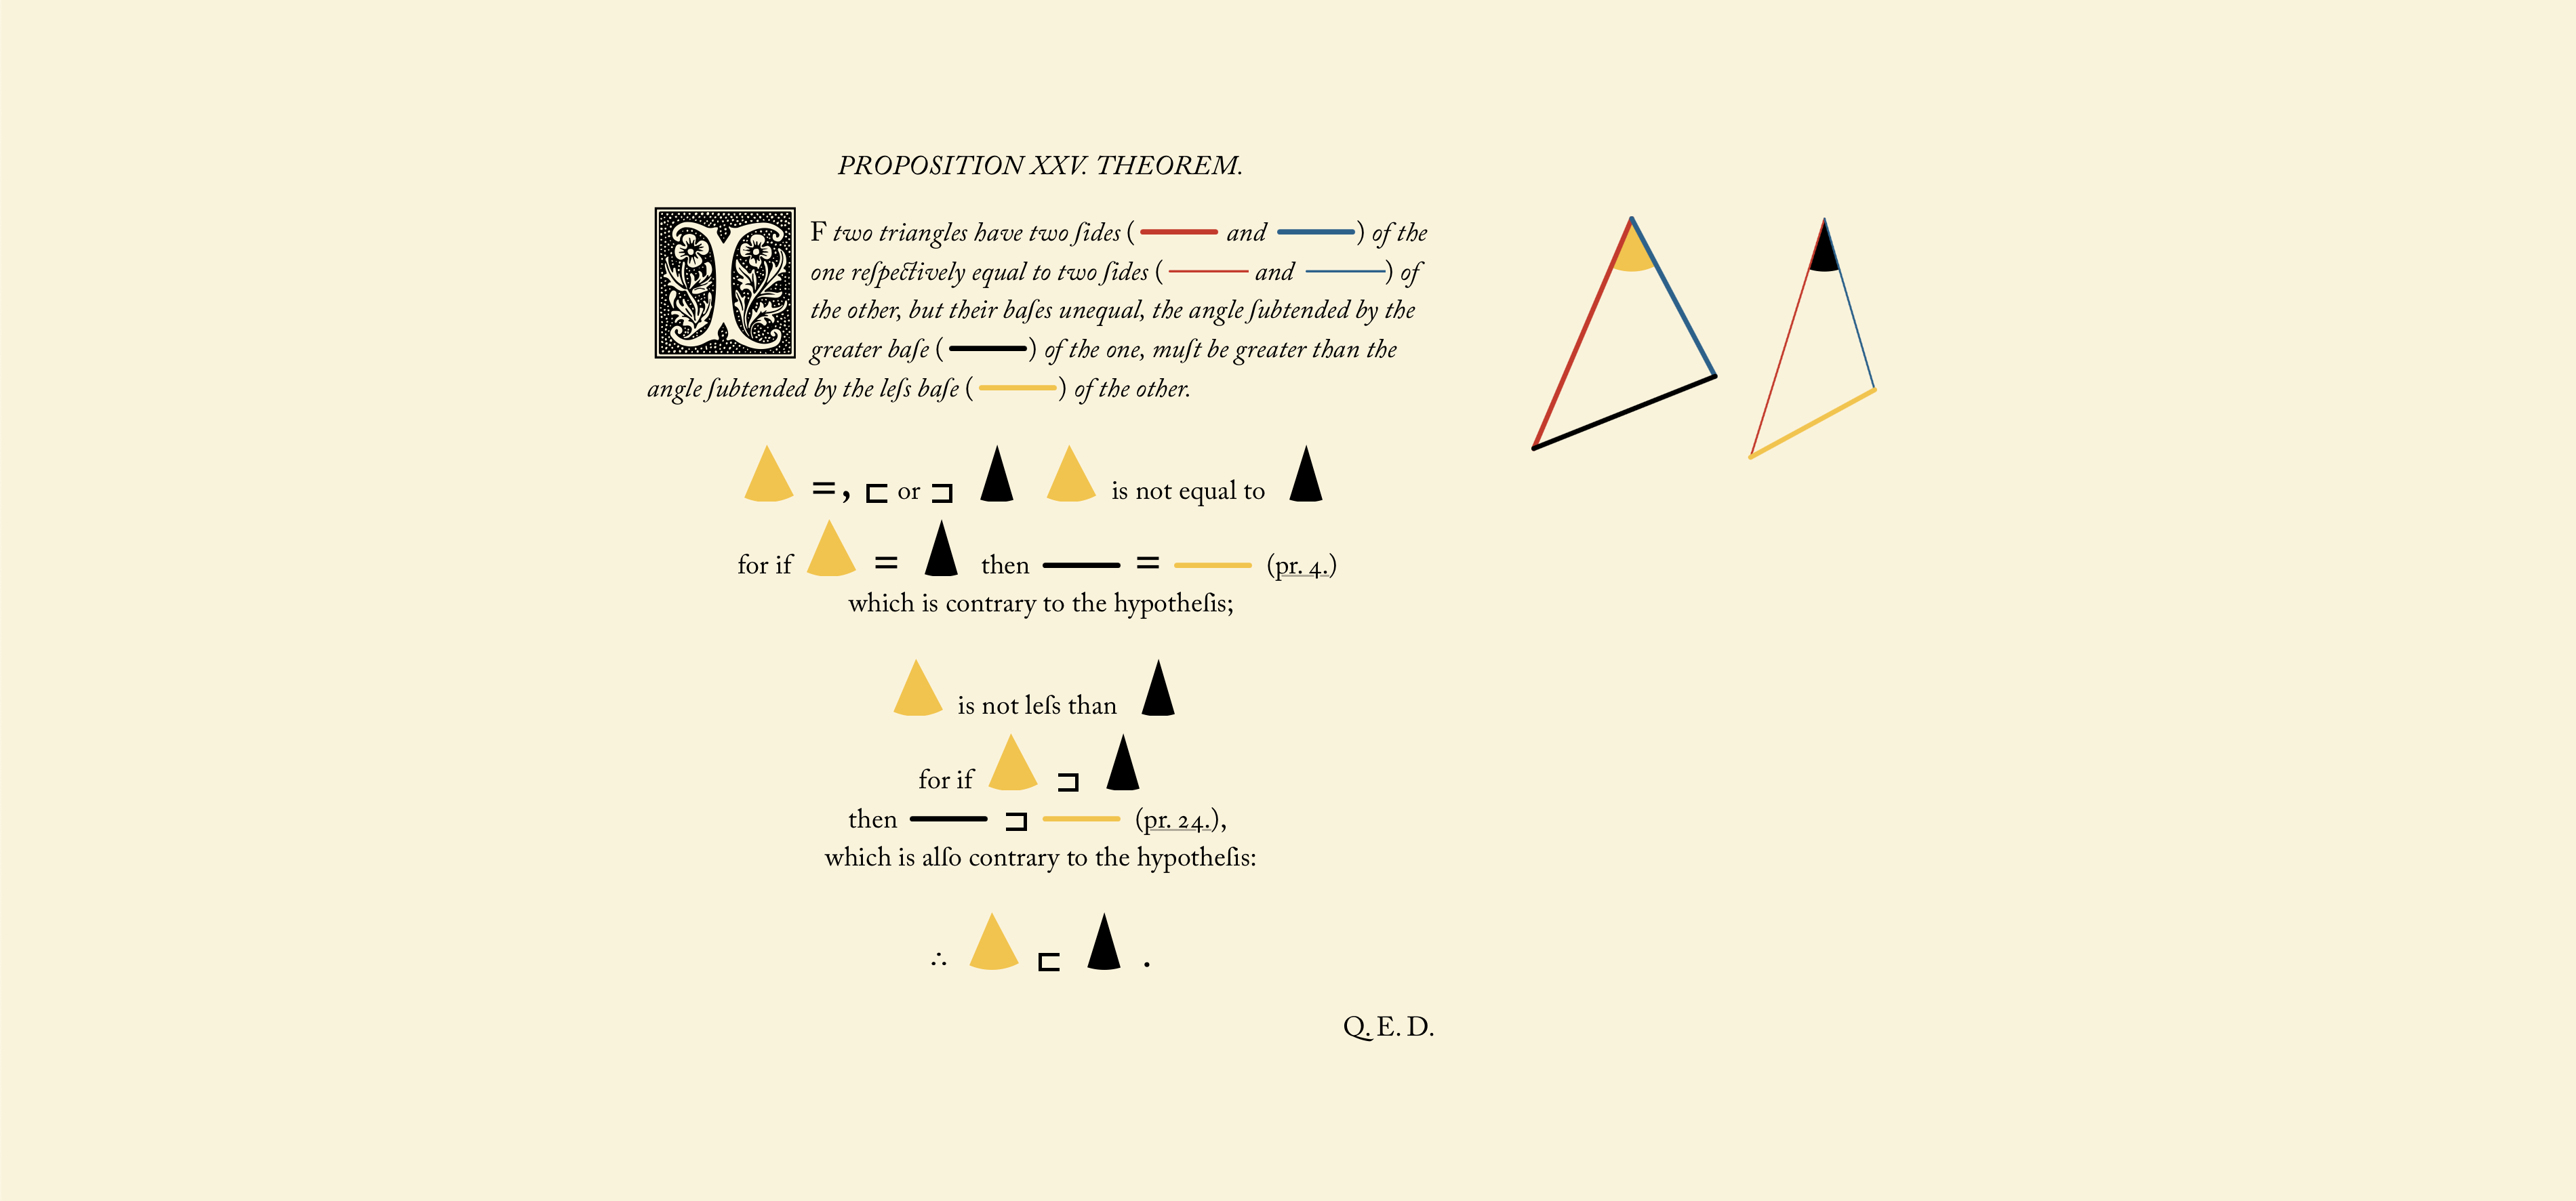 PROPOSITION XXV. THEOREM.
IF two triangles have two ſides ( and ) of the
one reſpectively equal to two ſides ( and ) of
the other, but their baſes unequal, the angle ſubtended by the
greater baſe ( ) of the one, muſt be greater than the
angle ſubtended by the leſs baſe ( ) of the other.
=, ⊏ or ⊐ is not equal to
for if = then = (pr. 4.)
which is contrary to the hypotheſis;
is not leſs than
for if ⊐
then ⊐ (pr. 24.),
which is alſo contrary to the hypotheſis:
∴ ⊏ .
Q. E. D.